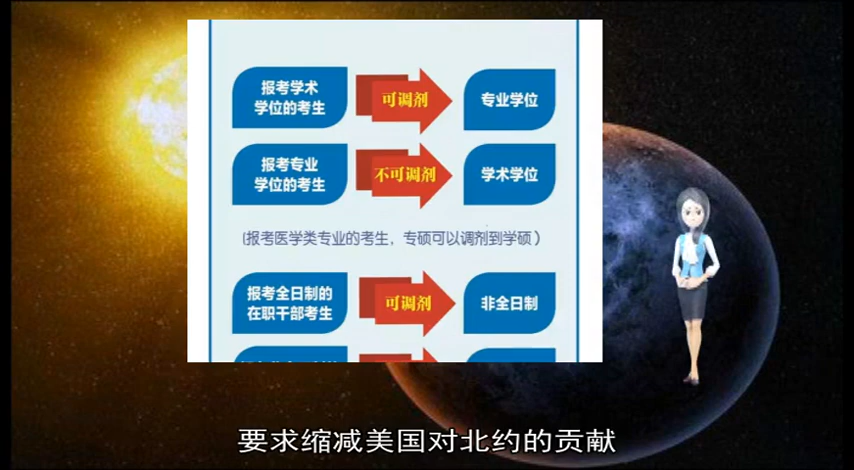 报考学术
学位的考生
可调剂
专业学位
报考专业
学位的考生
不可调剂
学术学位
(报考医学类专业的考生，专硕可以调剂到学硕)
报考全日制的
在职干部考生
可调剂
非全日制
要求缩减美国对北约的贡献